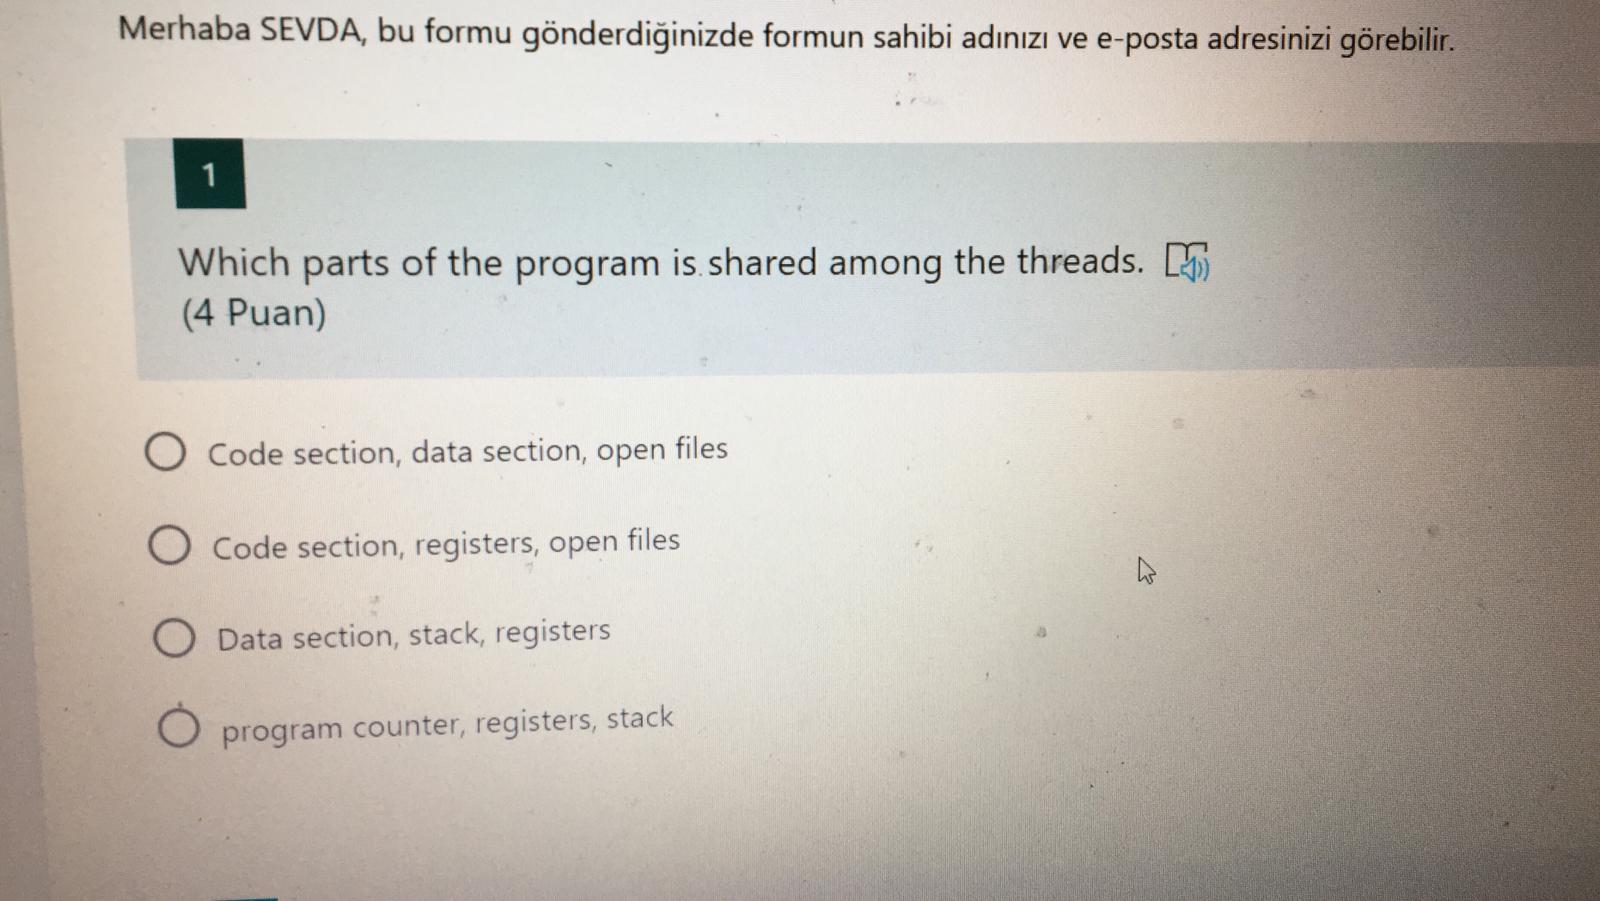 Merhaba SEVDA, bu formu gönderdiğinizde formun sahibi adınızı ve e-posta adresinizi görebilir.
1
Which parts of the program is shared among the threads.
(4 Puan)
Code section, data section, open files
Code section, registers, open files
Data section, stack, registers
program counter, registers, stack